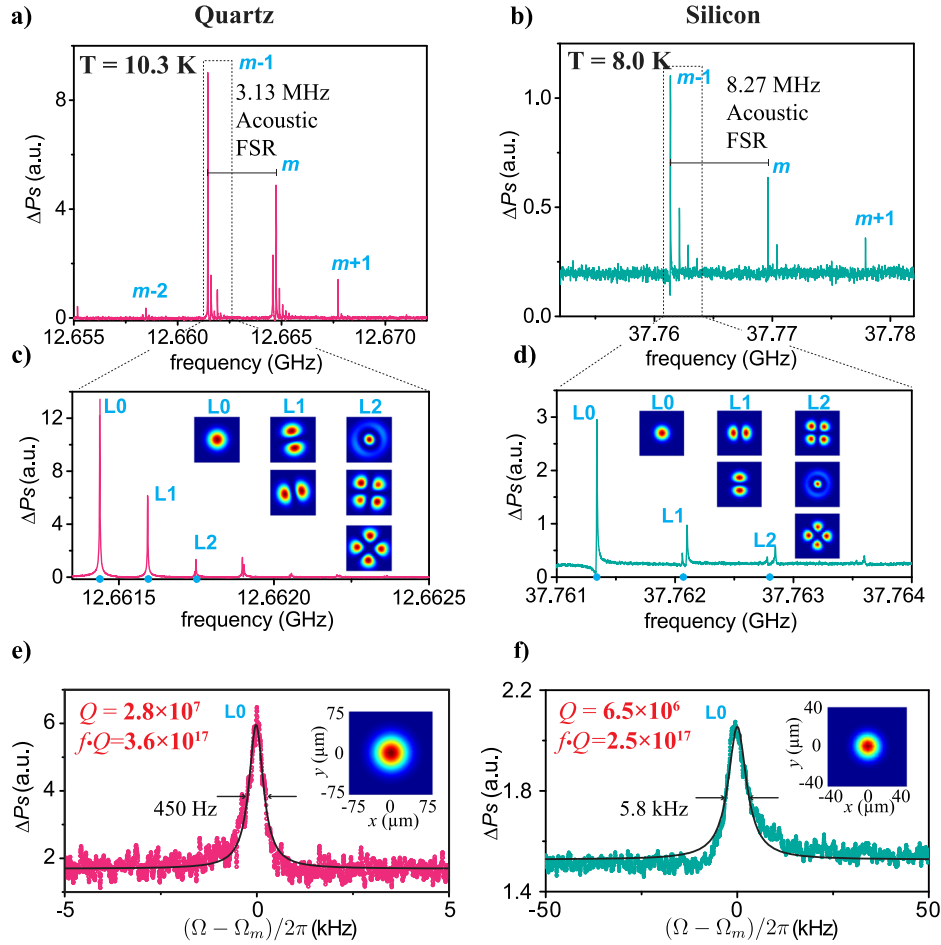 Quartz
Silicon
a)
T = 10.3 K
m-1
3.13 MHz
Acoustic
FSR
m
m-2
m+1
9
6
3
0
ΔPs (a.u.)
12.655
12.660
12.665
12.670
frequency (GHz)
b)
T = 8.0 K
m-1
8.27 MHz
Acoustic
FSR
m
m+1
1.0
0.5
0.0
ΔPs (a.u.)
37.76
37.77
37.78
frequency (GHz)
c)
L0
L0
L1
L2
L1
L2
12
9
6
3
0
ΔPs (a.u.)
12.6615
12.6620
12.6625
frequency (GHz)
d)
L0
L0
L1
L2
L1
L2
3
2
1
0
ΔPs (a.u.)
37.761
37.762
37.763
37.764
frequency (GHz)
e)
Q = 2.8×10⁷
f·Q=3.6×10¹⁷
L0
450 Hz
75
0
-75
y (µm)
-75
0
78
x (µm)
6
4
2
ΔPs (a.u.)
-5
0
5
(Ω − Ωₘ)/2π (kHz)
f)
Q = 6.5×10⁶
f·Q=2.5×10¹⁷
L0
5.8 kHz
40
0
-40
y (µm)
-40
0
40
x (µm)
2.2
1.8
1.4
ΔPs (a.u.)
-50
0
50
(Ω − Ωₘ)/2π (kHz)